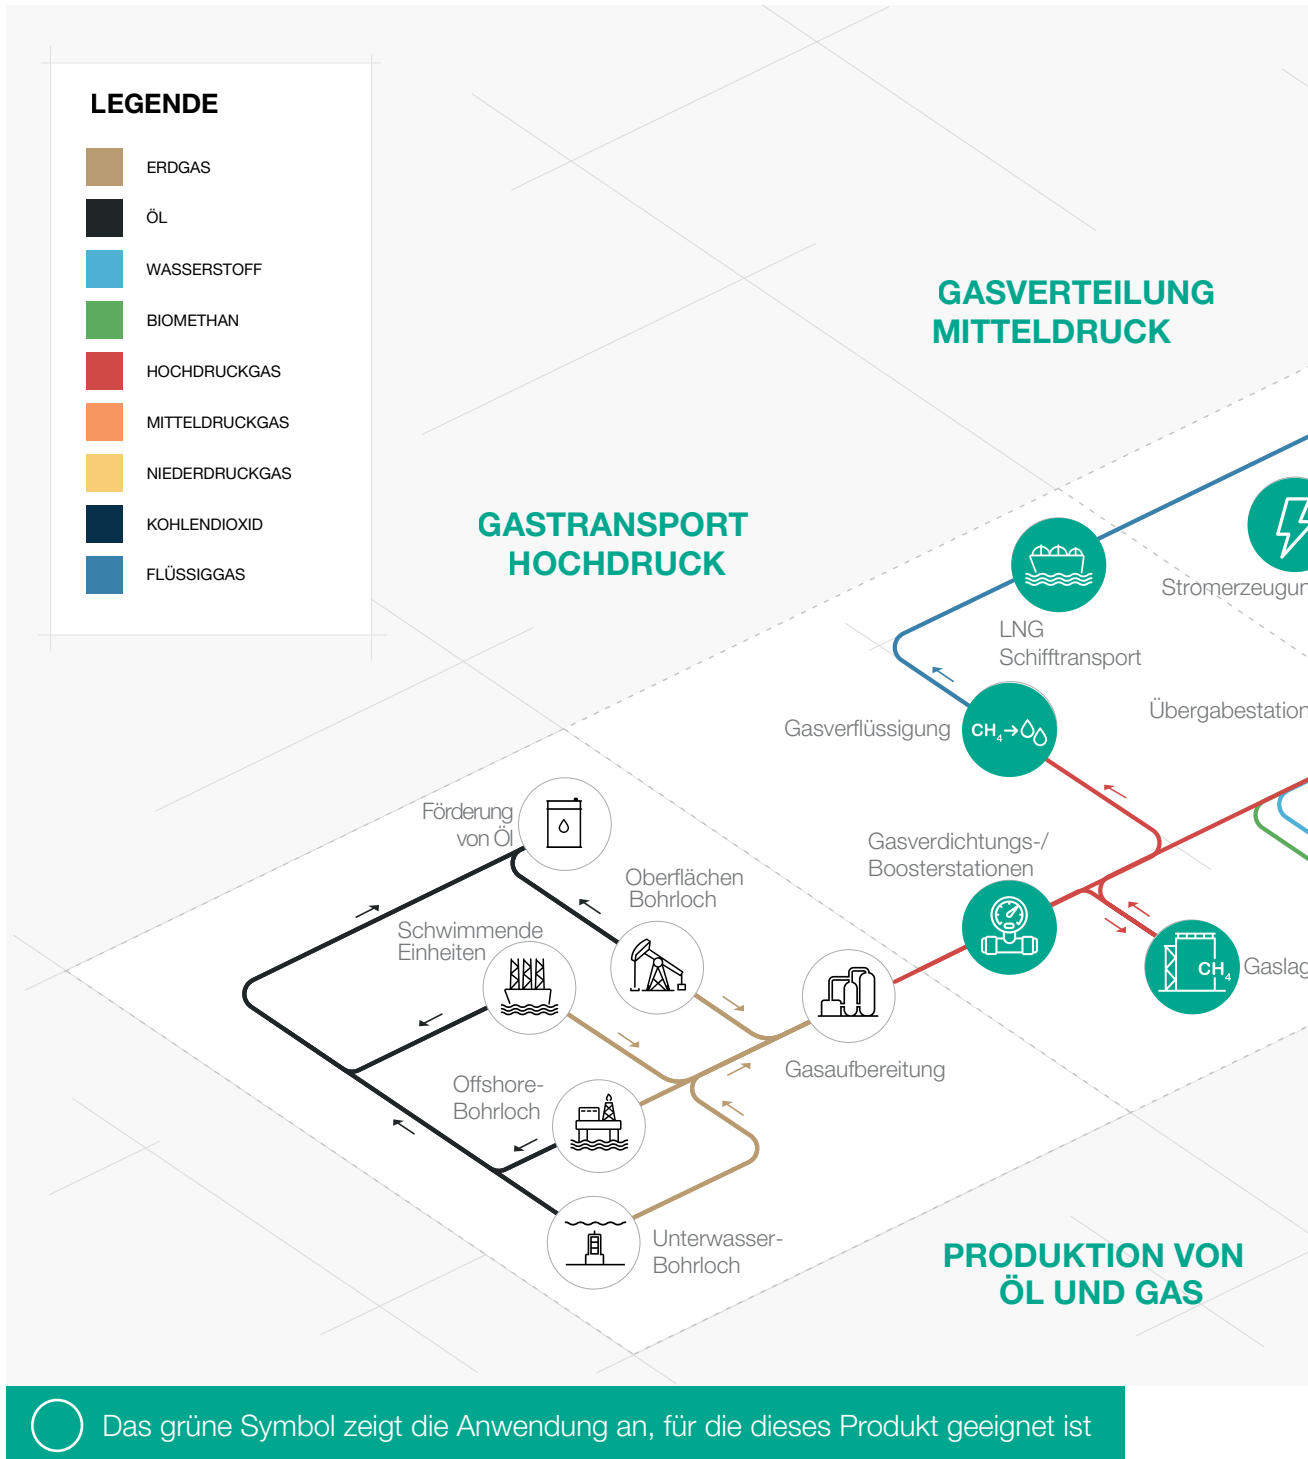 LEGENDE
ERDGAS
ÖL
WASSERSTOFF
BIOMETHAN
HOCHDRUCKGAS
MITTELDRUCKGAS
NIEDERDRUCKGAS
KOHLENDIOXID
FLÜSSIGGAS
GASVERTEILUNG
MITTELDRUCK
GASTRANSPORT
HOCHDRUCK
Stromerzeugun
LNG
Schifftransport
Übergabestation
Gasverflüssigung
CH₄→
Förderung
von Öl
Gasverdichtungs-/
Boosterstationen
Oberflächen
Bohrloch
Schwimmende
Einheiten
CH₄
Gaslag
Gasaufbereitung
Offshore-
Bohrloch
Unterwasser-
Bohrloch
PRODUKTION VON
ÖL UND GAS
Das grüne Symbol zeigt die Anwendung an, für die dieses Produkt geeignet ist